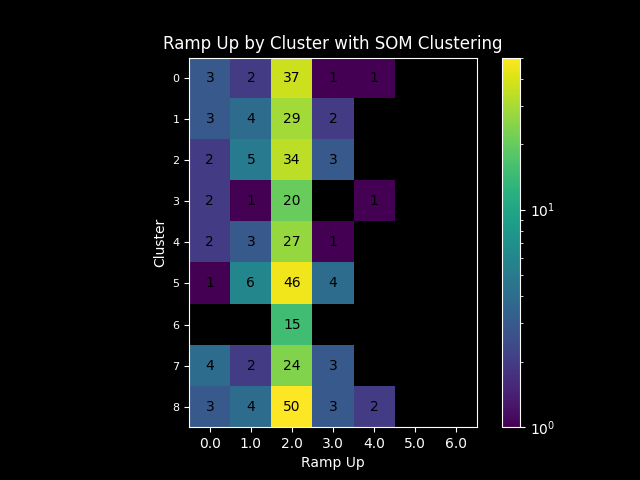 Ramp Up by Cluster with SOM Clustering
0 3 2 37 1 1
1 3 4 29 2
2 2 5 34 3
3 2 1 20 1
4 2 3 27 1
5 1 6 46 4
6 15
7 4 2 24 3
8 3 4 50 3 2
0.0 1.0 2.0 3.0 4.0 5.0 6.0
Ramp Up
Cluster
10¹
10⁰